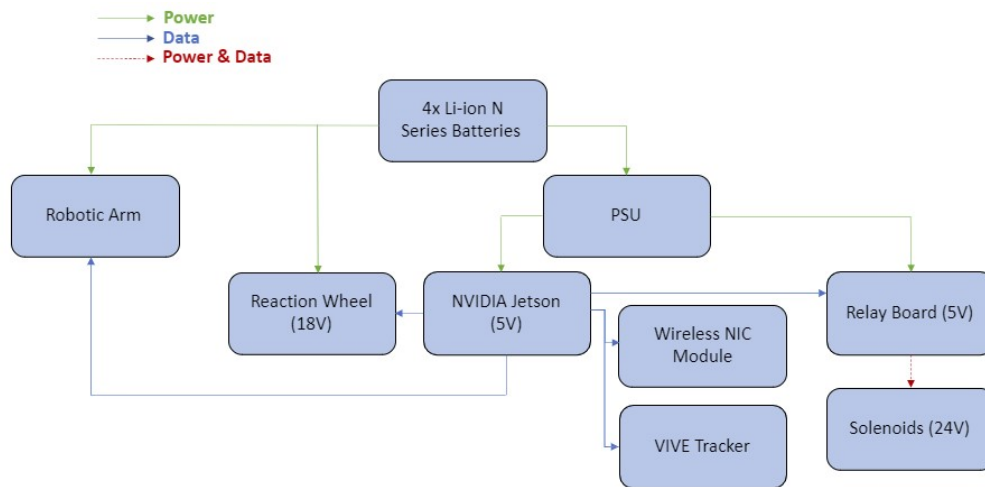 Power
Data
Power & Data
4x Li-ion N
Series Batteries
Robotic Arm
PSU
Reaction Wheel
(18V)
NVIDIA Jetson
(5V)
Wireless NIC
Module
Relay Board (5V)
VIVE Tracker
Solenoids (24V)